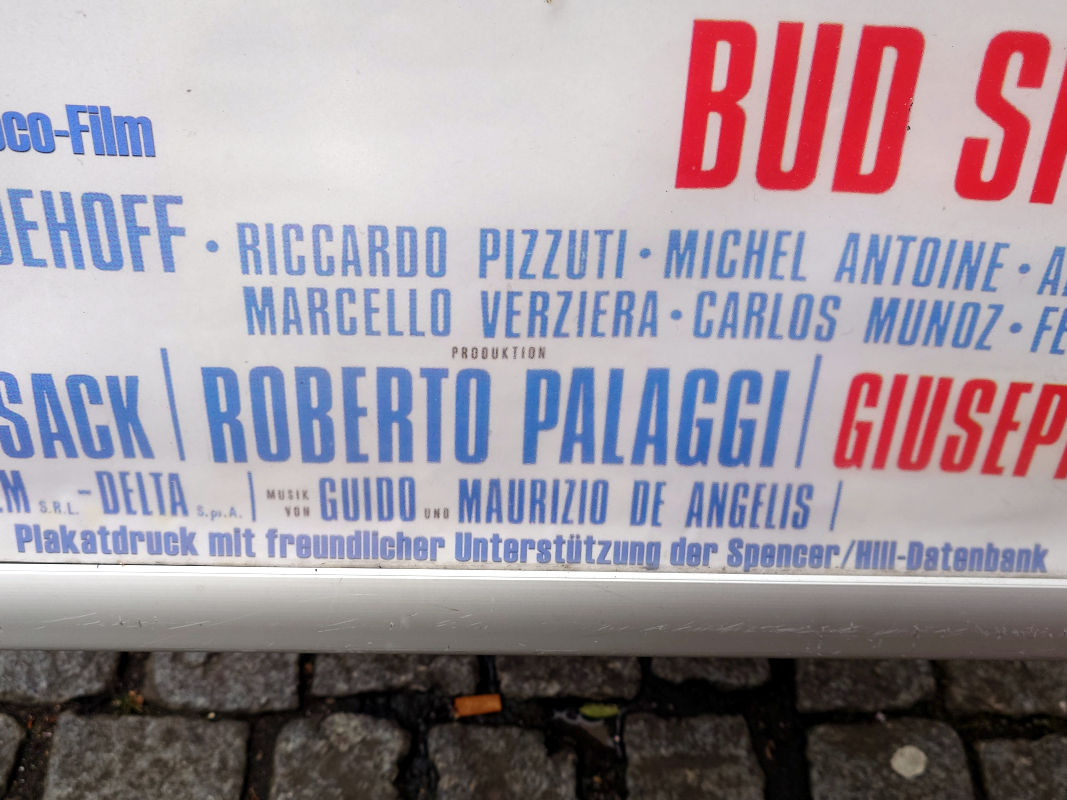 BUD
co-Film
EHOFF • RICCARDO PIZZUTI • MICHEL ANTOINE •
MARCELLO VERZIERA • CARLOS MUNOZ •
PRODUKTION
SACK | ROBERTO PALAGGI | GIUSEP
S.R.L. - DELTA S.p.A. | MUSIK VON GUIDO UND MAURIZIO DE ANGELIS |
Plakatdruck mit freundlicher Unterstützung der Spencer/Hill-Datenbank